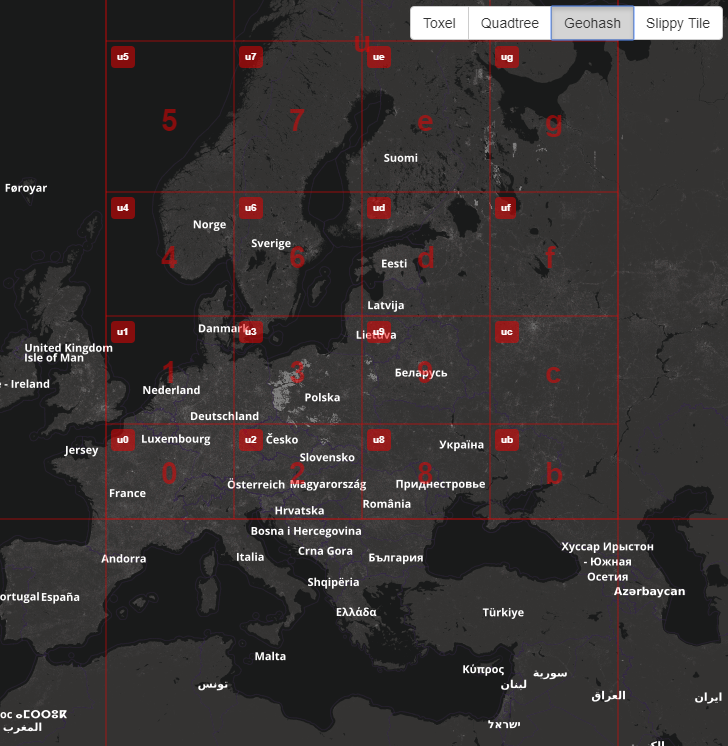 Toxel Quadtree Geohash Slippy Tile
u
u5 u7 ue ug
5 7 e g
Suomi
Føroyar
u4 u6 ud uf
Norge
Sverige
4 6 d f
Eesti
Latvija
Danmark
u1 u3 u9 uc
Lietuva
United Kingdom
Isle of Man
1 3 9 c
Беларусь
e - Ireland
Nederland
Polska
Deutschland
u0 u2 u8 ub
Luxembourg
Česko
Україна
Jersey
Slovensko
0 2 8 b
Österreich Magyarország
Приднестровье
France
România
Hrvatska
Bosna i Hercegovina
Crna Gora
Хуссар Ирыстон
- Южная
Осетия
Andorra
Italia
България
Shqipëria
Azərbaycan
ortugal España
Ελλάδα
Türkiye
Malta
Κύπρος
سورية
تونس
لبنان
العراق
ایران
oc ⴰⵎⵔⵔⵓⴽ
المغرب
ישראל